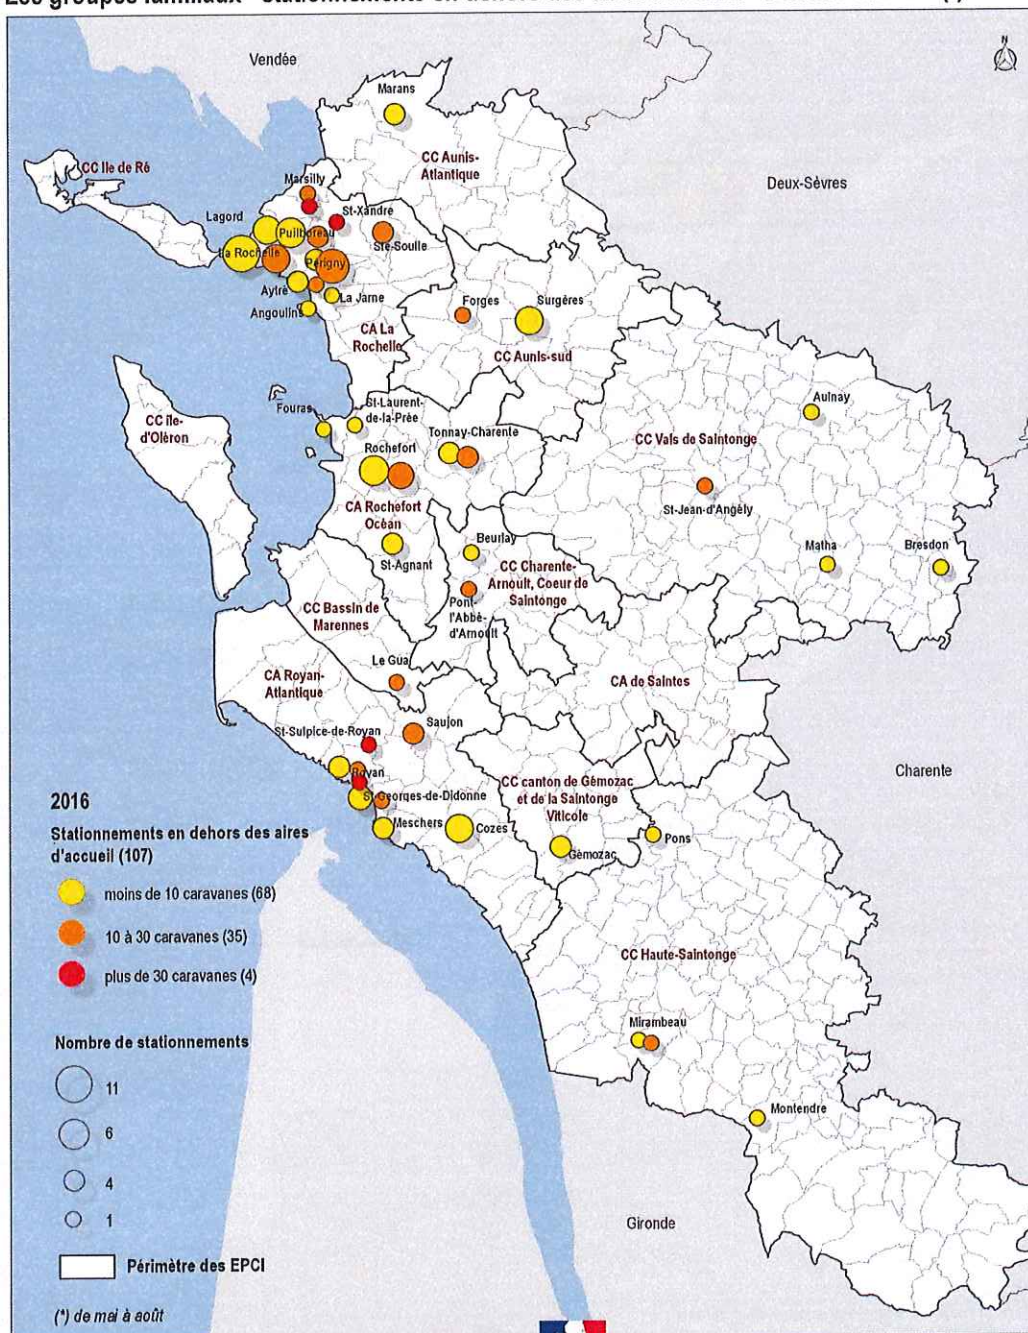 Vendée
N
Marans
CC Ile de Ré
CC Aunis-
Atlantique
Deux-Sèvres
Marsilly
St-Xandre
Lagord
Puilboreau
Ste-Soulle
La Rochelle
Périgny
Aytré
La Jarne
Forges
Surgères
Angoulins
CA La
Rochelle
CC Aunis-sud
CC île-
d'Oléron
Fouras
St-Laurent-
de-la-Prée
Aulnay
Tonnay-Charente
CC Vals de Saintonge
Rochefort
St-Jean-d'Angély
CA Rochefort
Océan
Beurlay
Matha
Bresdon
St-Agnant
CC Charente-
Arnoult, Coeur de
Saintonge
CC Bassin de
Marennes
Pont-
l'Abbé-
d'Arnoult
Le Gua
CA Royan-
Atlantique
CA de Saintes
St-Sulpice-de-Royan
Saujon
Royan
CC canton de Gémozac
et de la Saintonge
Viticole
Charente
St-Georges-de-Didonne
Meschers
Cozes
Gémozac
Pons
2016
Stationnements en dehors des aires
d'accueil (107)
moins de 10 caravanes (68)
10 à 30 caravanes (35)
plus de 30 caravanes (4)
CC Haute-Saintonge
Mirambeau
Nombre de stationnements
11
6
4
1
Montendre
Gironde
Périmètre des EPCI
(*) de mai à août